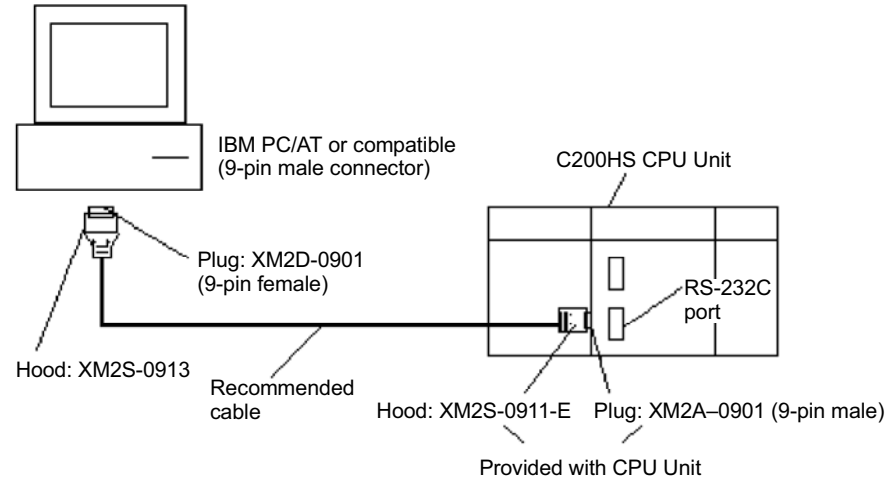 IBM PC/AT or compatible
(9-pin male connector)
C200HS CPU Unit
Plug: XM2D-0901
(9-pin female)
RS-232C
port
Hood: XM2S-0913
Recommended
cable
Hood: XM2S-0911-E
Plug: XM2A–0901 (9-pin male)
Provided with CPU Unit